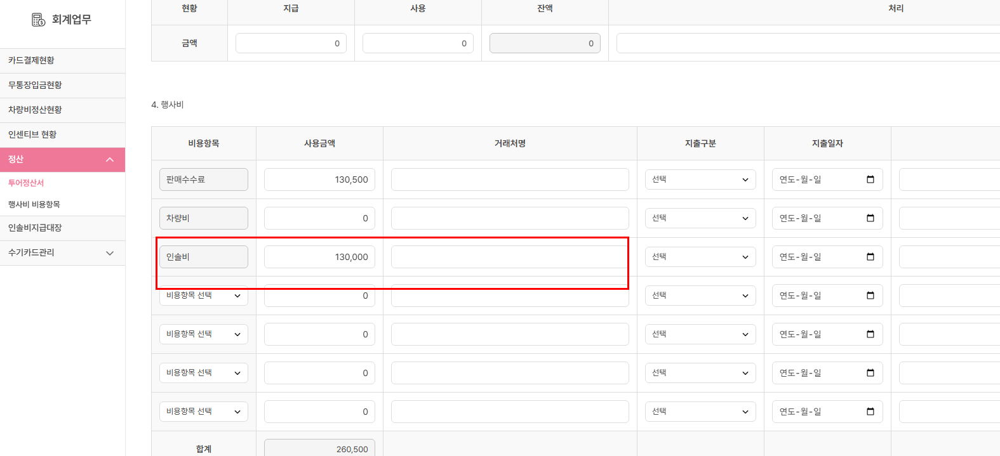 회계업무
카드결제현황
무통장입금현황
차량비정산현황
인센티브 현황
정산
투어정산서
행사비 비용항목
인솔비지급대장
수기카드관리
현황 지급 사용 잔액 처리
금액 0 0 0
4. 행사비
비용항목 사용금액 거래처명 지출구분 지출일자
판매수수료 130,500 선택 연도-월-일
차량비 0 선택 연도-월-일
인솔비 130,000 선택 연도-월-일
비용항목 선택 0 선택 연도-월-일
비용항목 선택 0 선택 연도-월-일
비용항목 선택 0 선택 연도-월-일
비용항목 선택 0 선택 연도-월-일
합계 260,500